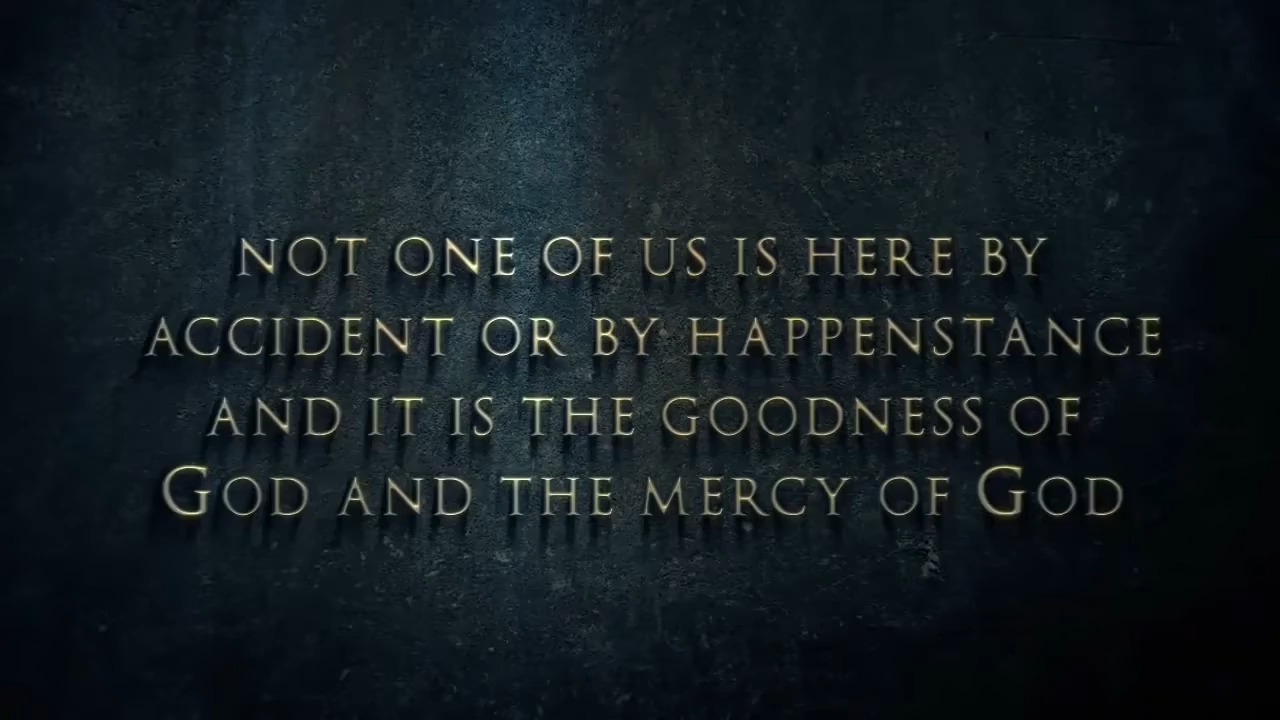 NOT ONE OF US IS HERE BY
ACCIDENT OR BY HAPPENSTANCE
AND IT IS THE GOODNESS OF
GOD AND THE MERCY OF GOD